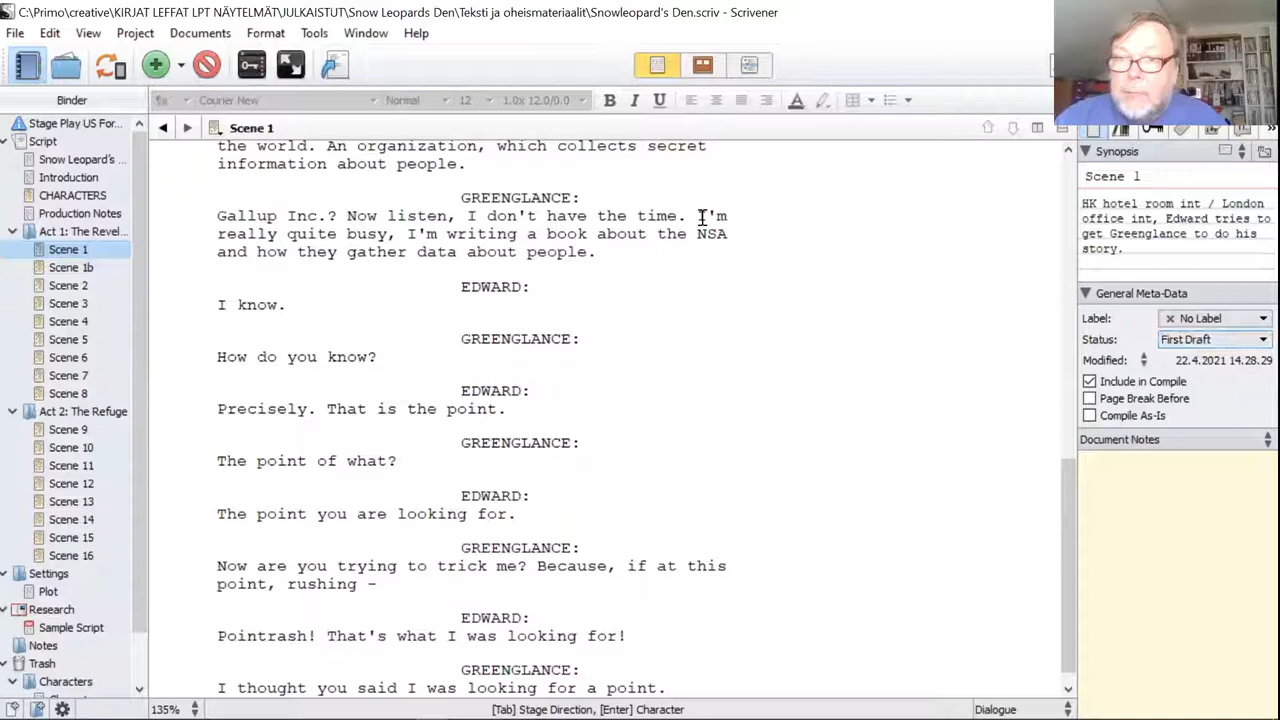 C:\Primo\creative\KIRJAT LEFFAT LPT NÄYTELMÄT\JULKAISTUT\Snow Leopards Den\Teksti ja oheismateriaalit\Snowleopard's Den.scriv - Scrivener
File Edit View Project Documents Format Tools Window Help
Binder
Courier New Normal 12 1.0x 12.0/0.0 B I U A
Stage Play US For...
Script
Snow Leopard's ...
Introduction
CHARACTERS
Production Notes
Act 1: The Revel...
Scene 1
Scene 1b
Scene 2
Scene 3
Scene 4
Scene 5
Scene 6
Scene 7
Scene 8
Act 2: The Refuge
Scene 9
Scene 10
Scene 11
Scene 12
Scene 13
Scene 14
Scene 15
Scene 16
Settings
Plot
Research
Sample Script
Notes
Trash
Characters
Scene 1
the world. An organization, which collects secret
information about people.
GREENGLANCE:
Gallup Inc.? Now listen, I don't have the time. I'm
really quite busy, I'm writing a book about the NSA
and how they gather data about people.
EDWARD:
I know.
GREENGLANCE:
How do you know?
EDWARD:
Precisely. That is the point.
GREENGLANCE:
The point of what?
EDWARD:
The point you are looking for.
GREENGLANCE:
Now are you trying to trick me? Because, if at this
point, rushing -
EDWARD:
Pointrash! That's what I was looking for!
GREENGLANCE:
I thought you said I was looking for a point.
135% [Tab] Stage Direction, [Enter] Character Dialogue
Synopsis
Scene 1
HK hotel room int / London
office int, Edward tries to
get Greenglance to do his
story.
General Meta-Data
Label: No Label
Status: First Draft
Modified: 22.4.2021 14.28.29
Include in Compile
Page Break Before
Compile As-Is
Document Notes